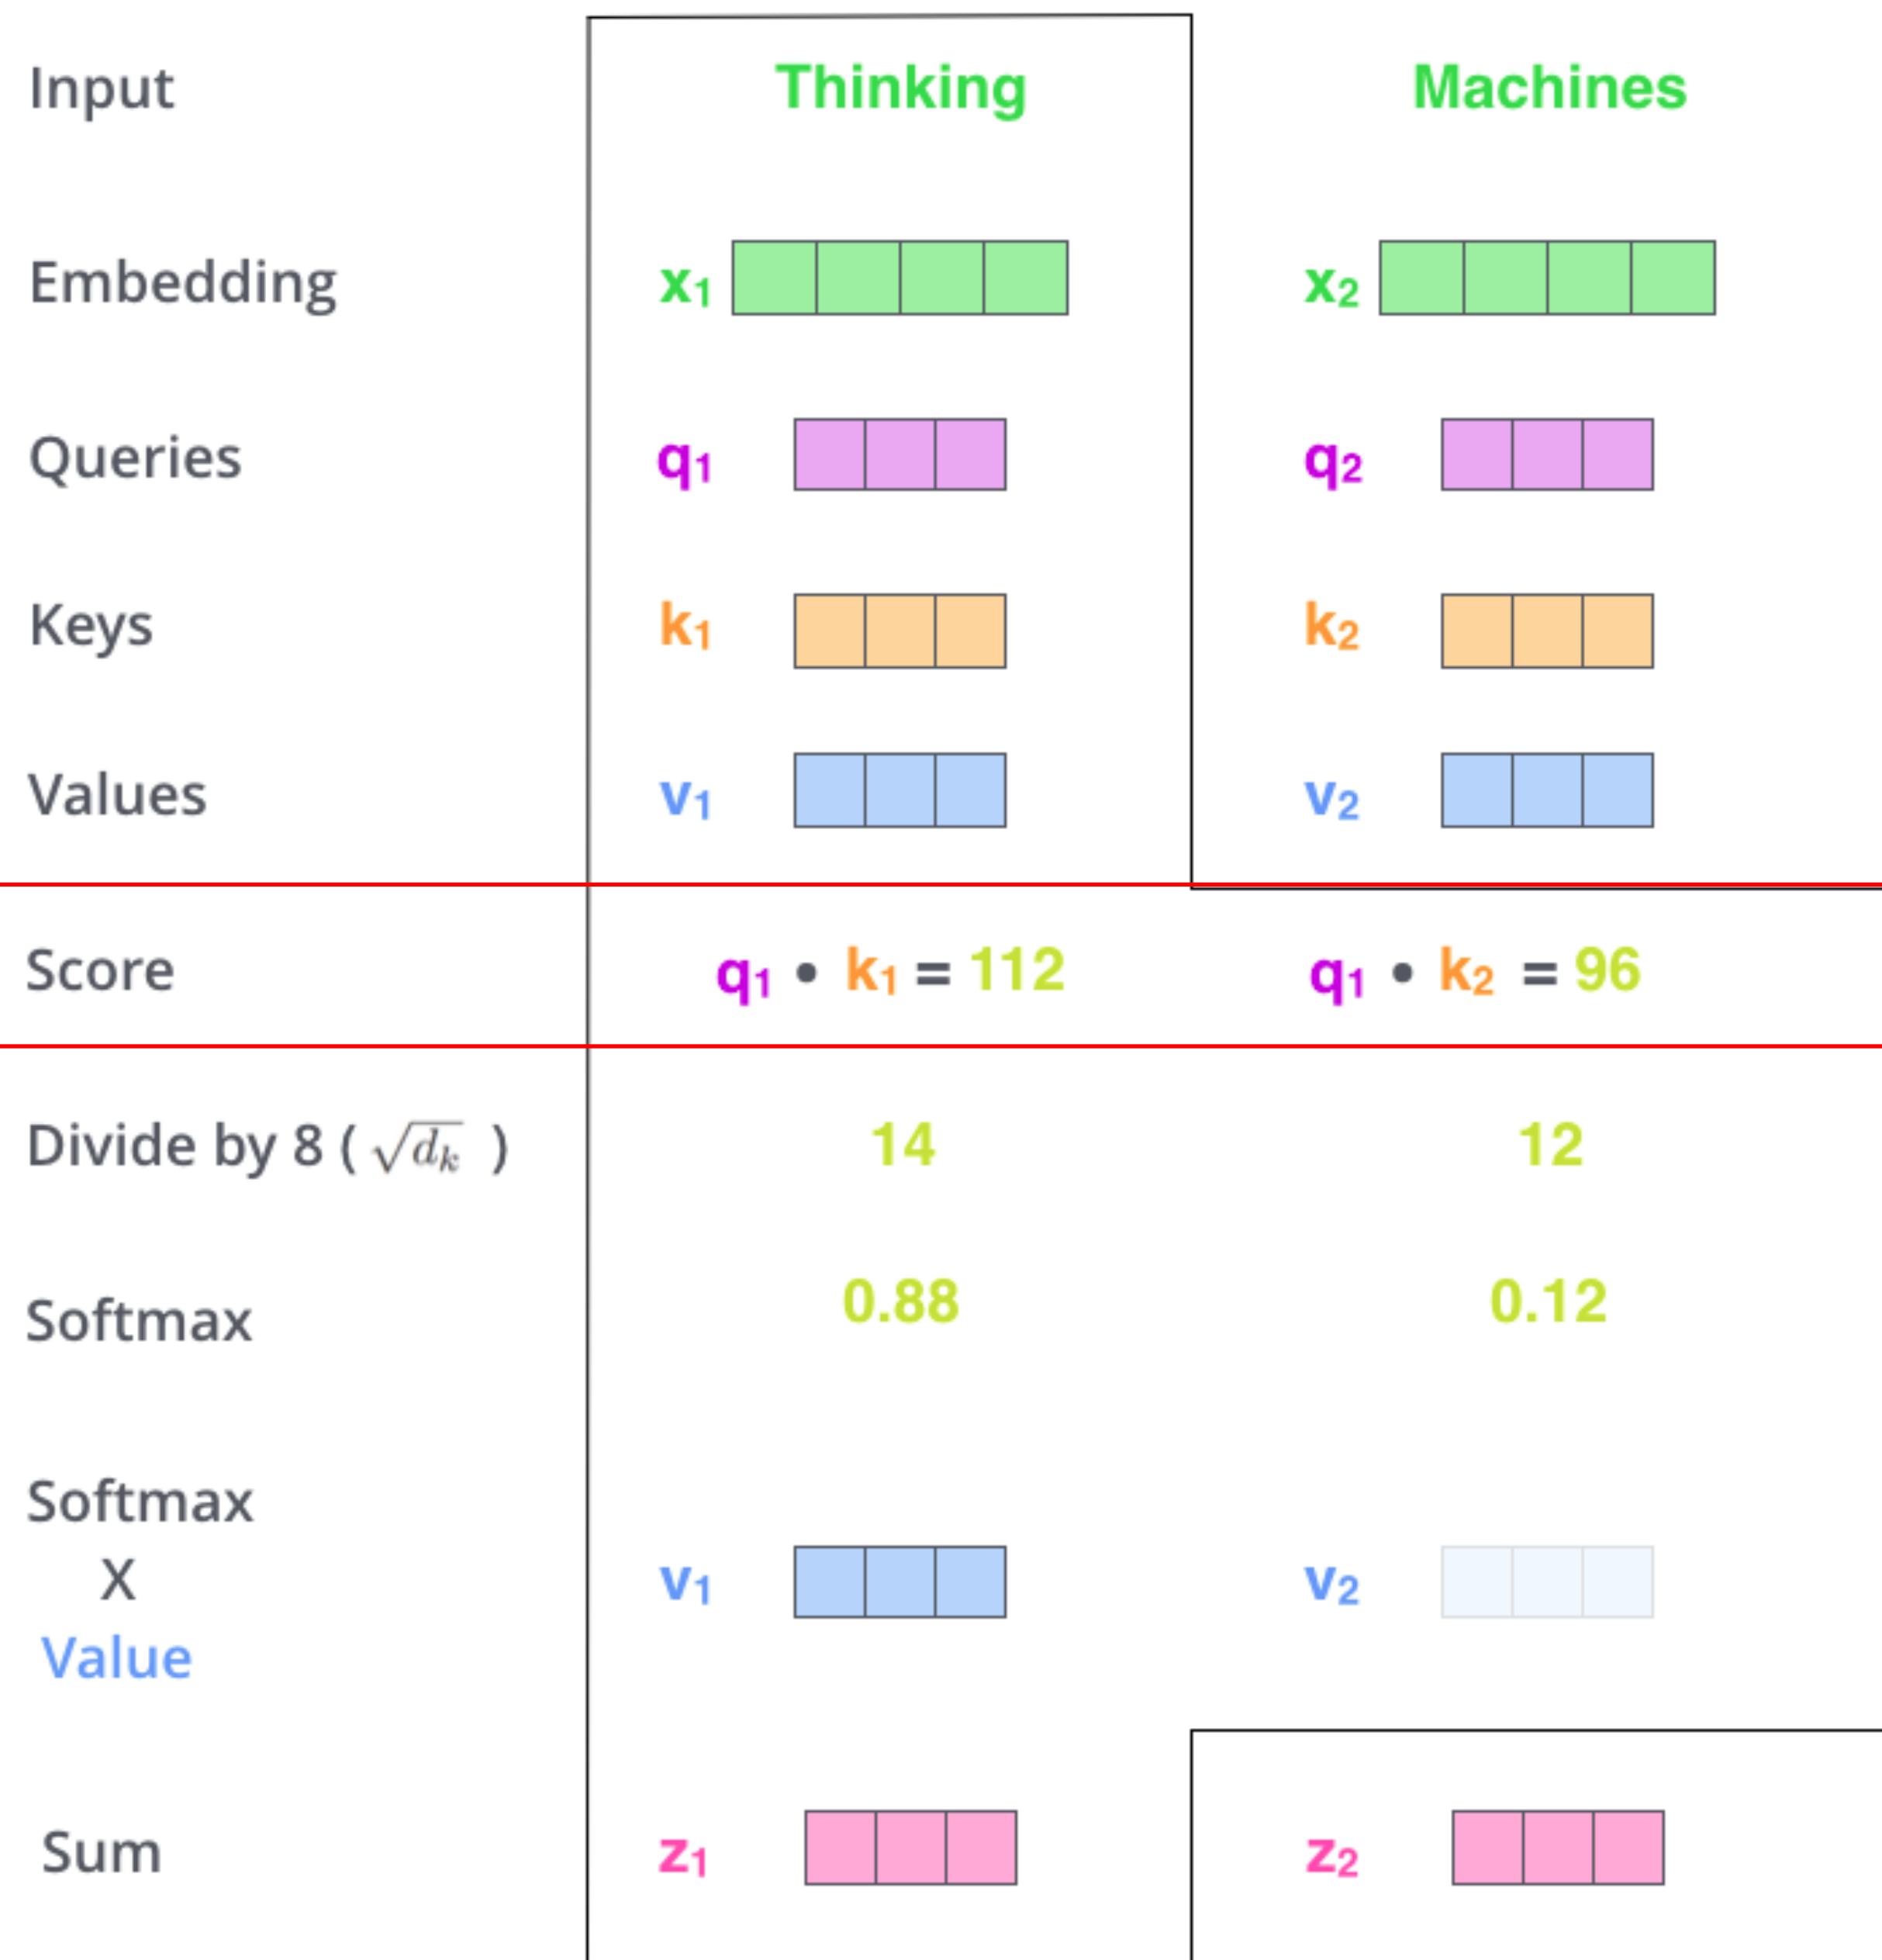 Input Thinking Machines
Embedding x₁ x₂
Queries q₁ q₂
Keys k₁ k₂
Values v₁ v₂
Score q₁ • k₁ = 112 q₁ • k₂ = 96
Divide by 8 ( √dₖ ) 14 12
Softmax 0.88 0.12
Softmax
X v₁ v₂
Value
Sum z₁ z₂